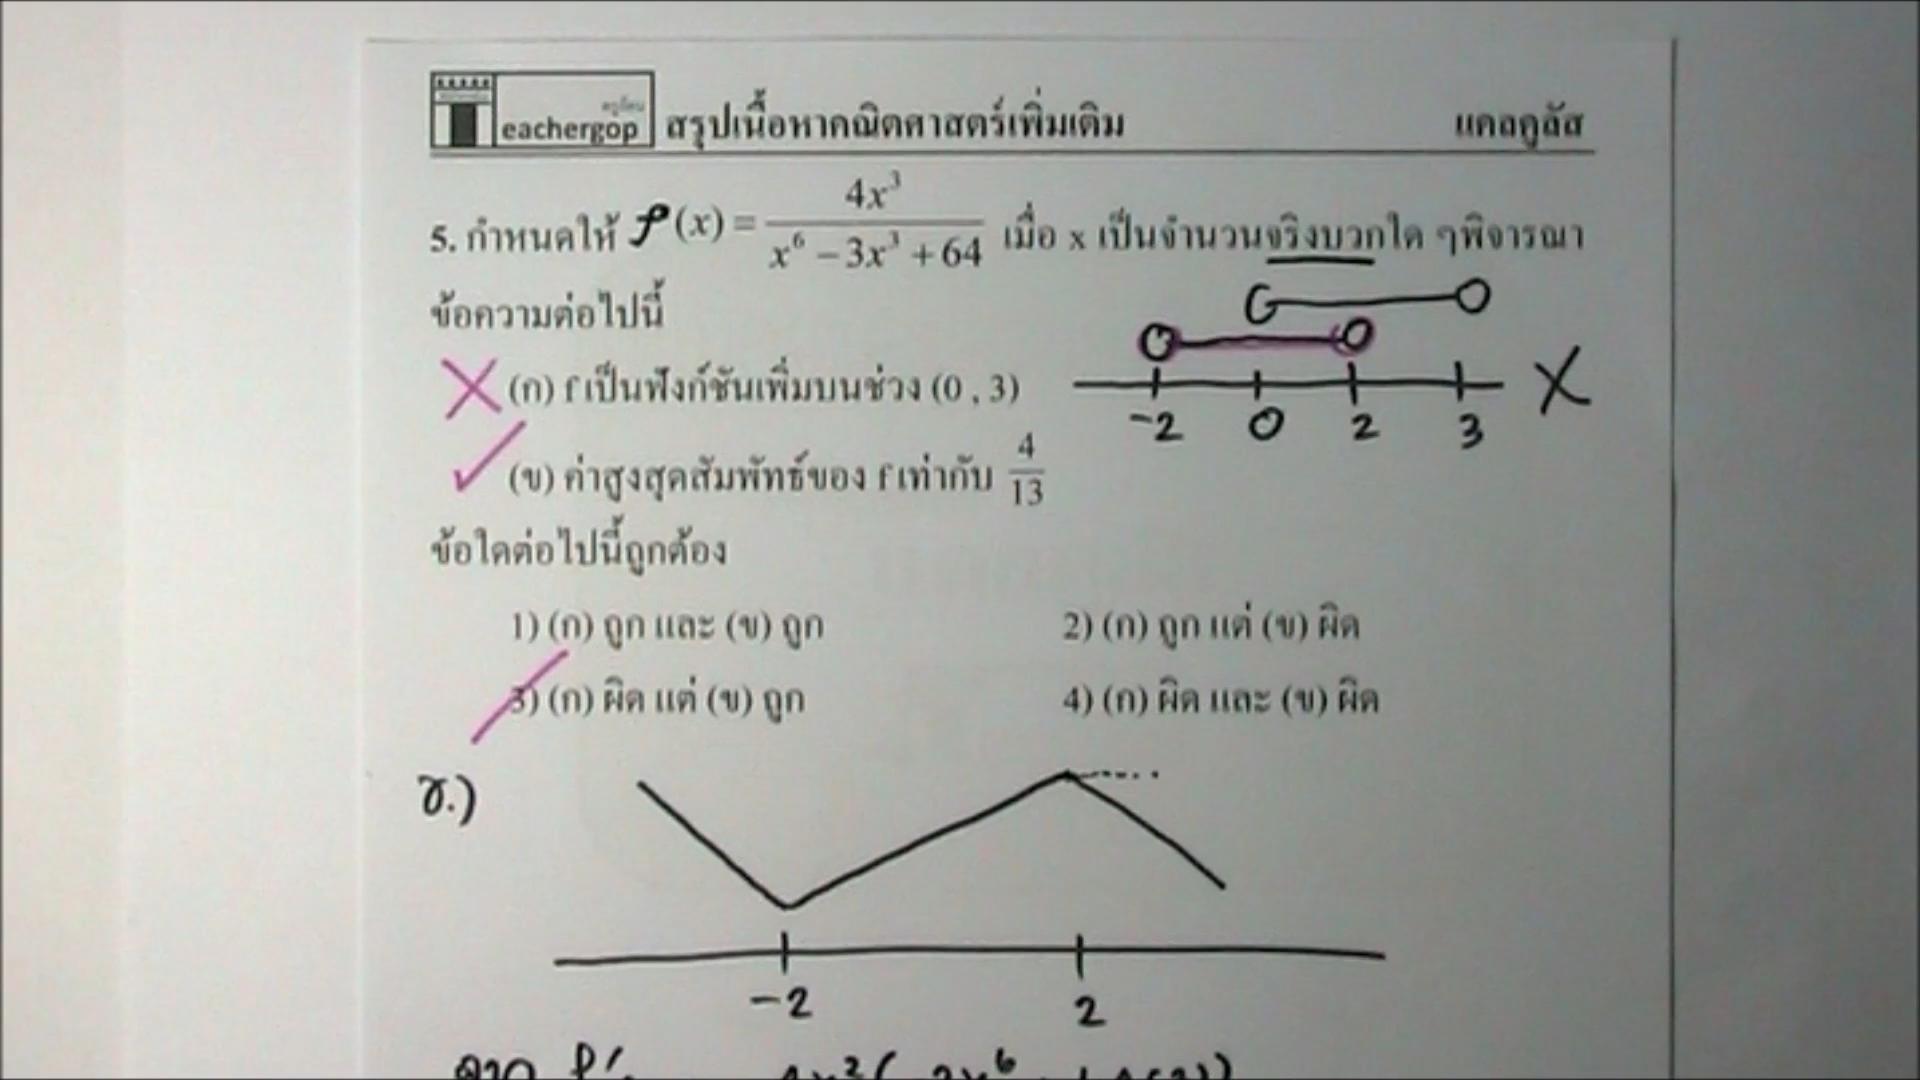 ครูก๊อบ
eachergop สรุปเนื้อหาคณิตศาสตร์เพิ่มเติม แคลคูลัส
5. กำหนดให้ f(x) = 4x³ / (x⁶ − 3x³ + 64) เมื่อ x เป็นจำนวนจริงบวกใด ๆพิจารณา
ข้อความต่อไปนี้
(ก) f เป็นฟังก์ชันเพิ่มบนช่วง (0 , 3)
-2 0 2 3 X
(ข) ค่าสูงสุดสัมพัทธ์ของ f เท่ากับ 4/13
ข้อใดต่อไปนี้ถูกต้อง
1) (ก) ถูก และ (ข) ถูก 2) (ก) ถูก แต่ (ข) ผิด
3) (ก) ผิด แต่ (ข) ถูก 4) (ก) ผิด และ (ข) ผิด
ข.)
-2 2